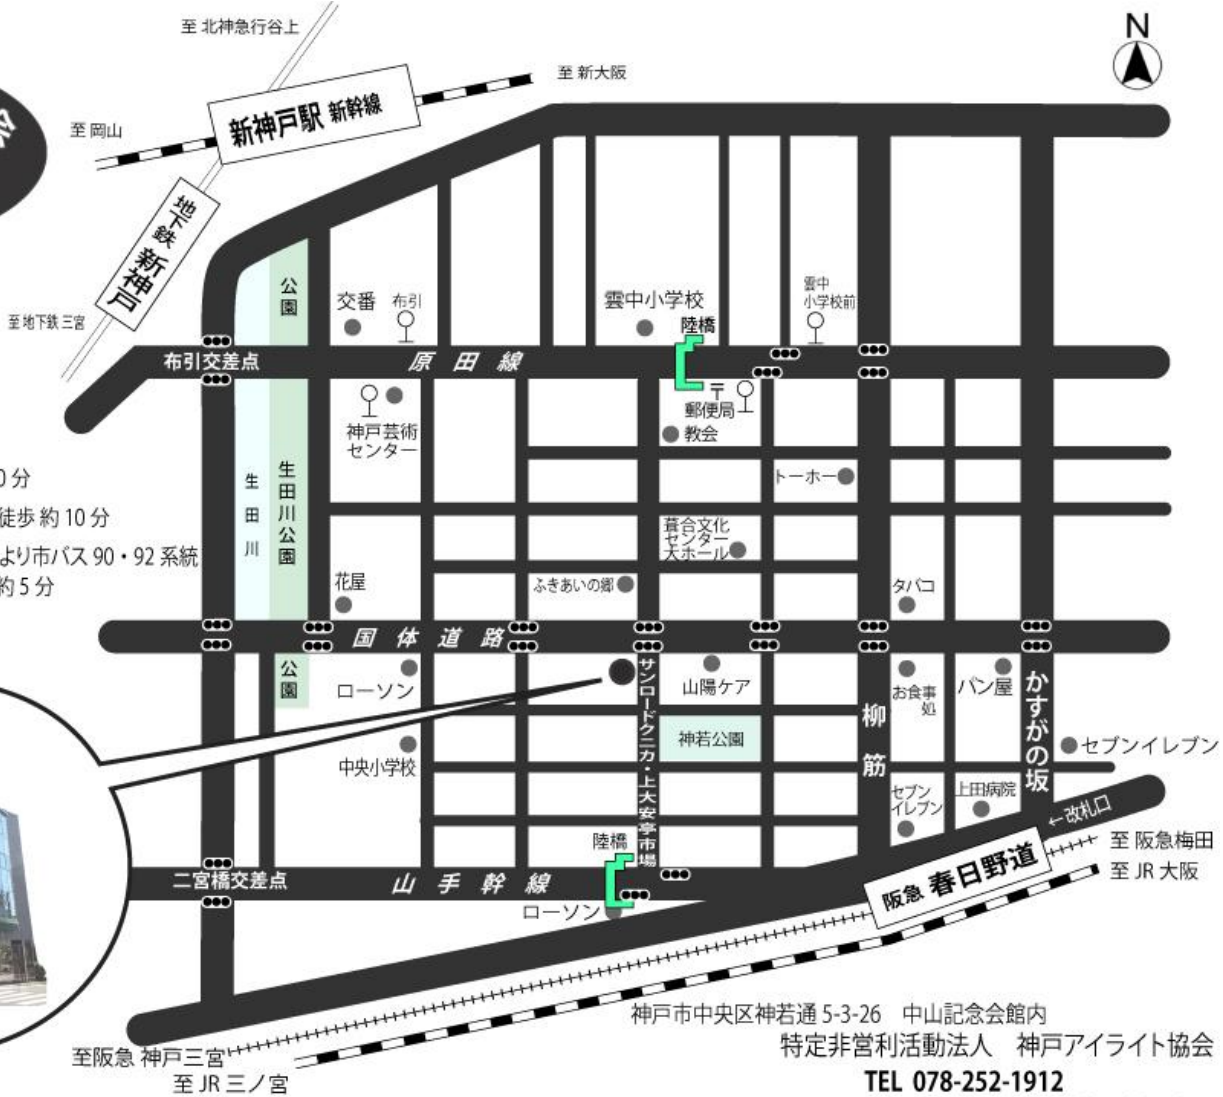 至 北神急行谷上
N
至 新大阪
新神戸駅 新幹線
至 岡山
地下鉄 新神戸
至 地下鉄 三宮
公園
交番
布引
雲中小学校
陸橋
雲中
小学校前
布引交差点
原田線
〒
郵便局
教会
神戸芸術
センター
トーホー
生田川
生田川公園
0 分
徒歩 約 10 分
より市バス 90・92 系統
約 5 分
葺合文化
センター
大ホール
花屋
ふきあいの郷
タバコ
国体道路
公園
ローソン
サンロードクニカ・上大安亭市場
山陽ケア
柳筋
お食事
処
パン屋
かすがの坂
神若公園
中央小学校
セブンイレブン
セブン
イレブン
上田病院
←改札口
陸橋
二宮橋交差点
山手幹線
ローソン
阪急 春日野道
至 阪急梅田
至 JR 大阪
神戸市中央区神若通 5-3-26 中山記念会館内
特定非営利活動法人 神戸アイライト協会
TEL 078-252-1912
至阪急 神戸三宮
至 JR 三ノ宮